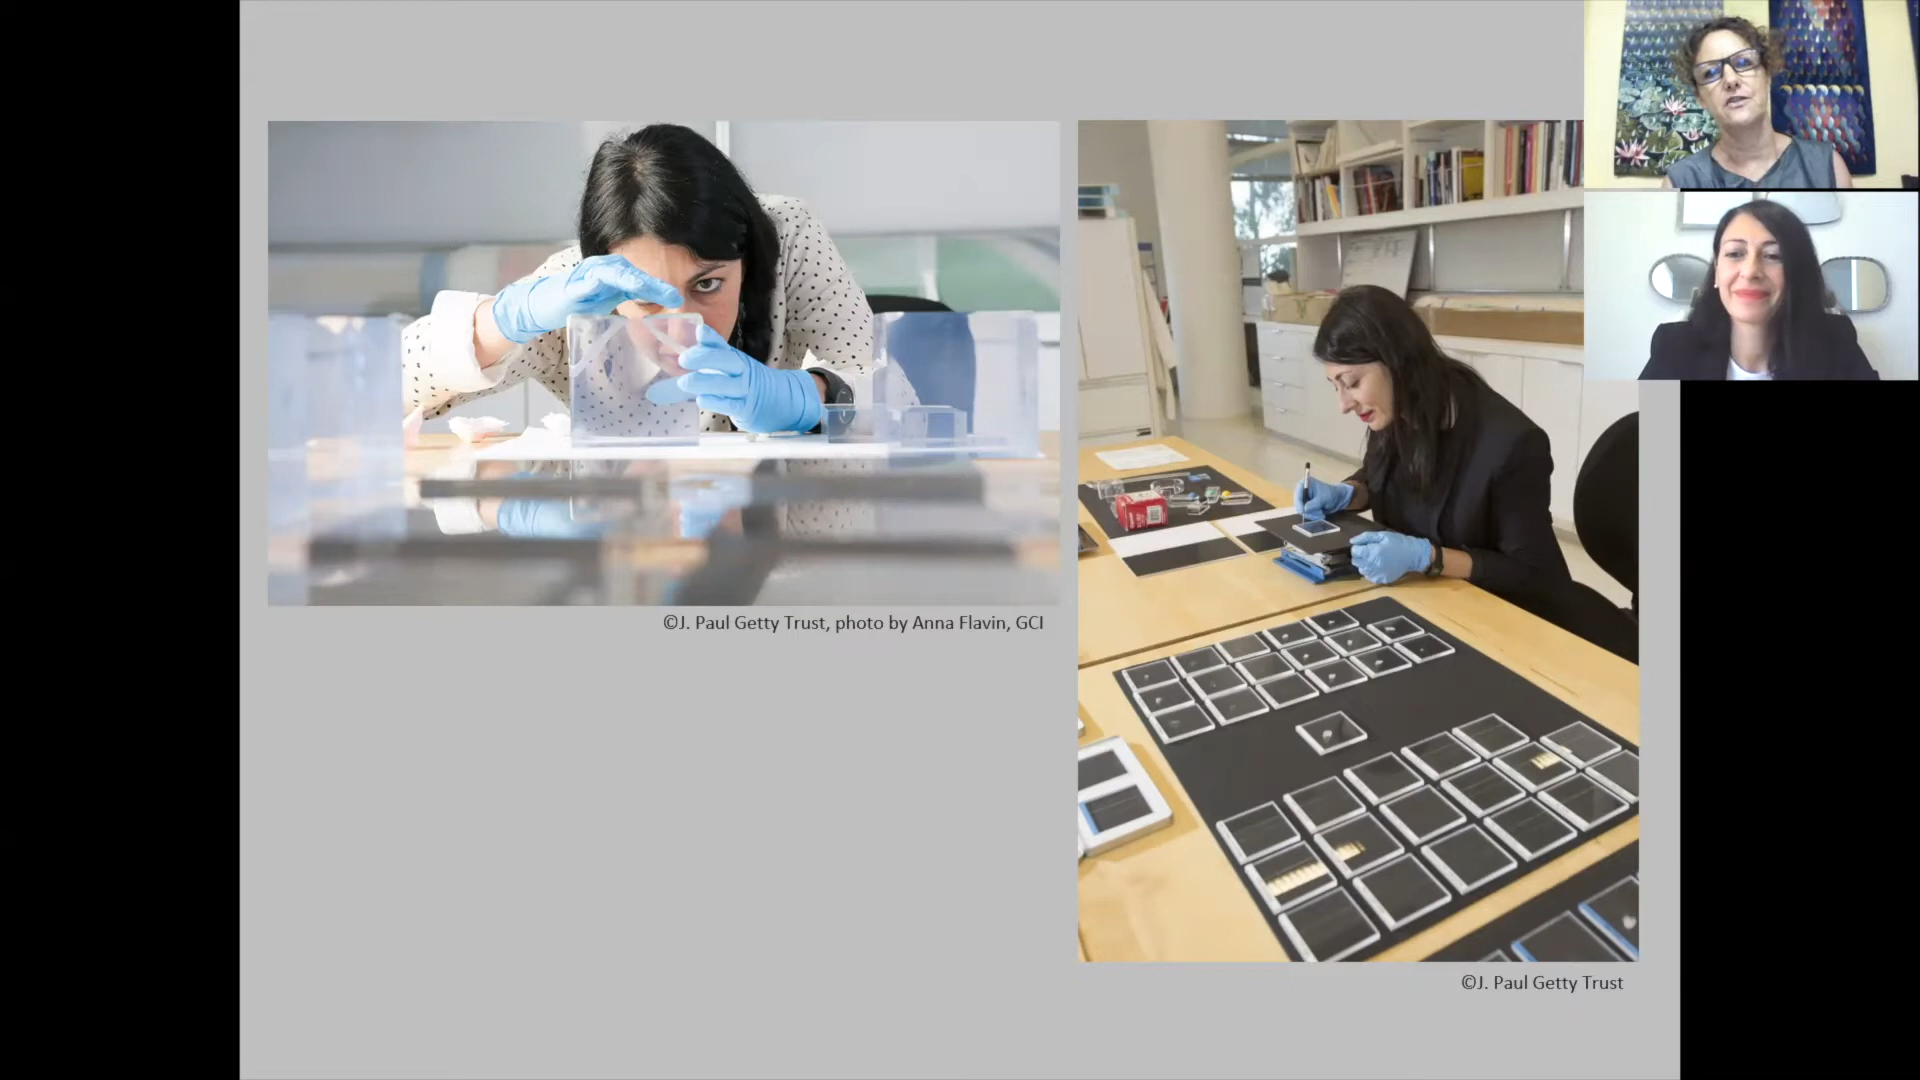 ©J. Paul Getty Trust, photo by Anna Flavin, GCI
©J. Paul Getty Trust